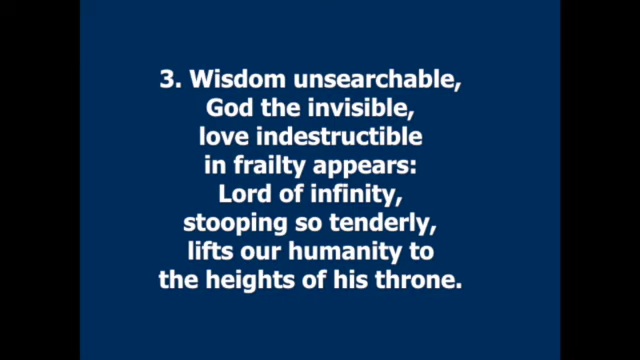 3. Wisdom unsearchable,
God the invisible,
love indestructible
in frailty appears:
Lord of infinity,
stooping so tenderly,
lifts our humanity to
the heights of his throne.